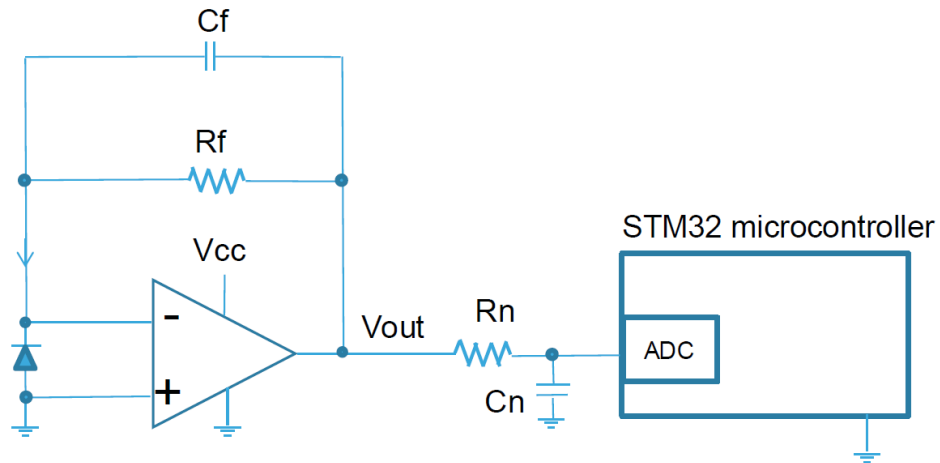 Cf
Rf
STM32 microcontroller
Vcc
-
Vout
Rn
ADC
+
Cn